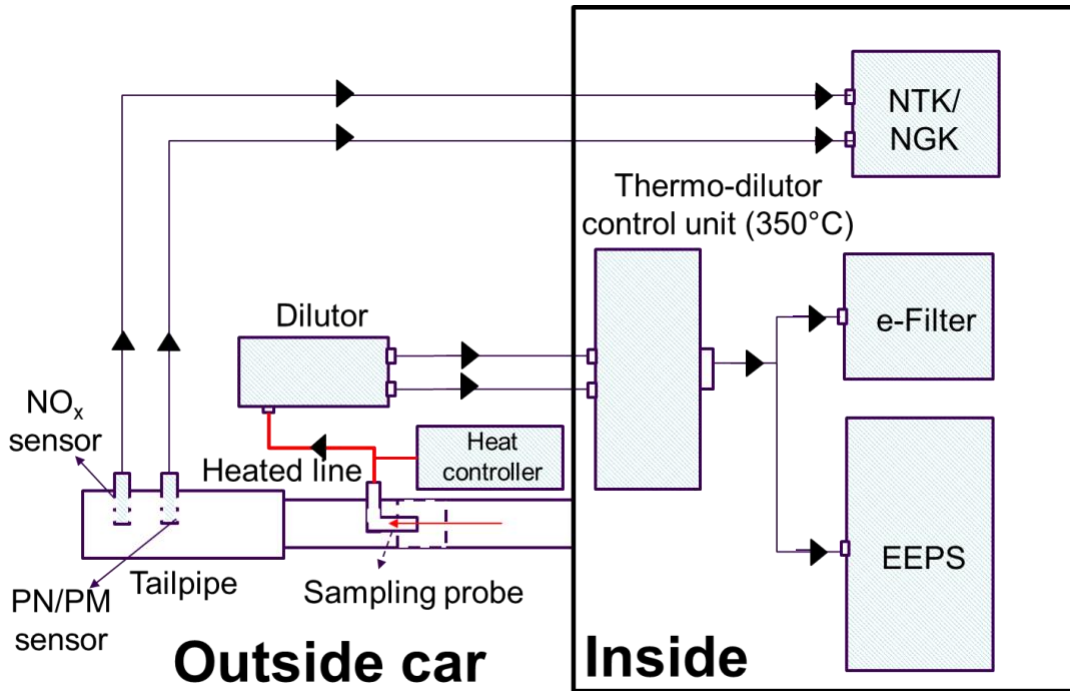 NTK/
NGK
Thermo-dilutor
control unit (350°C)
Dilutor
e-Filter
NOₓ
sensor
Heated line
Heat
controller
EEPS
Tailpipe
Sampling probe
PN/PM
sensor
Outside car
Inside